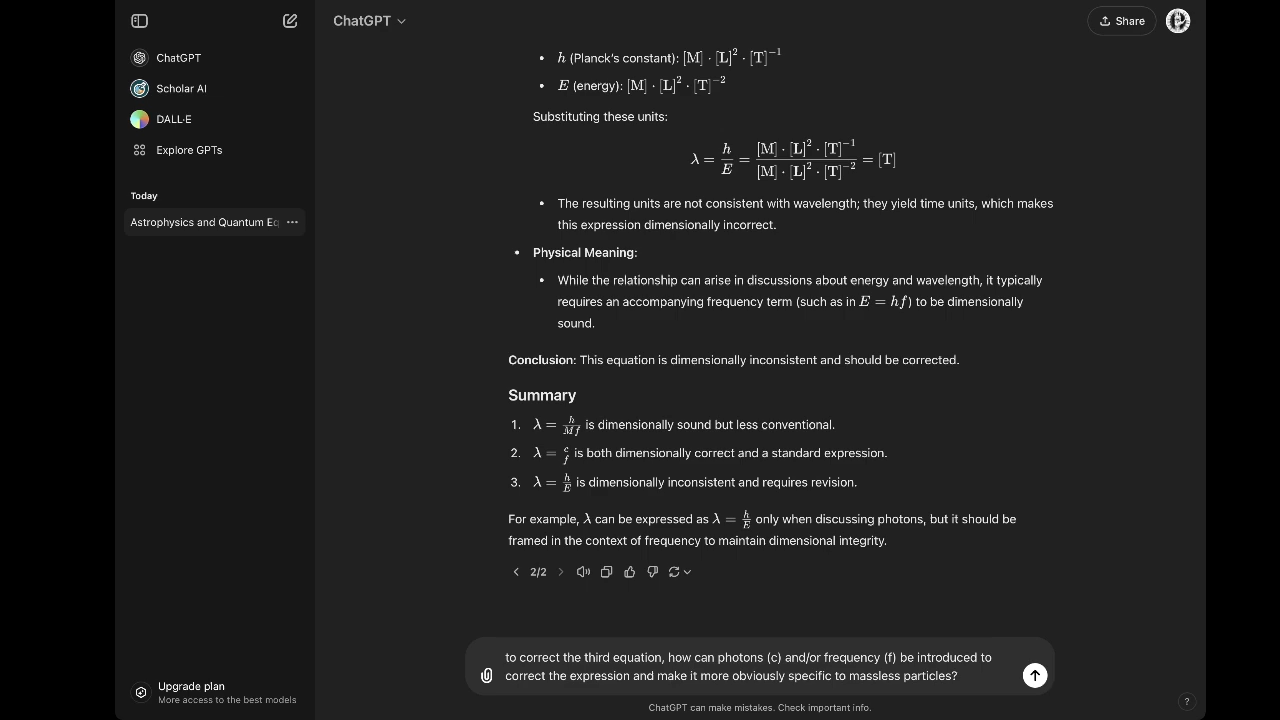 ChatGPT
Share
ChatGPT
Scholar AI
DALL·E
Explore GPTs
Today
Astrophysics and Quantum Eq
• h (Planck's constant): [M] · [L]² · [T]⁻¹
• E (energy): [M] · [L]² · [T]⁻²
Substituting these units:
λ = h/E = [M] · [L]² · [T]⁻¹ / [M] · [L]² · [T]⁻² = [T]
• The resulting units are not consistent with wavelength; they yield time units, which makes
this expression dimensionally incorrect.
• Physical Meaning:
• While the relationship can arise in discussions about energy and wavelength, it typically
requires an accompanying frequency term (such as in E = hf) to be dimensionally
sound.
Conclusion: This equation is dimensionally inconsistent and should be corrected.
Summary
1. λ = h/Mf is dimensionally sound but less conventional.
2. λ = c/f is both dimensionally correct and a standard expression.
3. λ = h/E is dimensionally inconsistent and requires revision.
For example, λ can be expressed as λ = h/E only when discussing photons, but it should be
framed in the context of frequency to maintain dimensional integrity.
2/2
to correct the third equation, how can photons (c) and/or frequency (f) be introduced to
correct the expression and make it more obviously specific to massless particles?
Upgrade plan
More access to the best models
ChatGPT can make mistakes. Check important info.
?